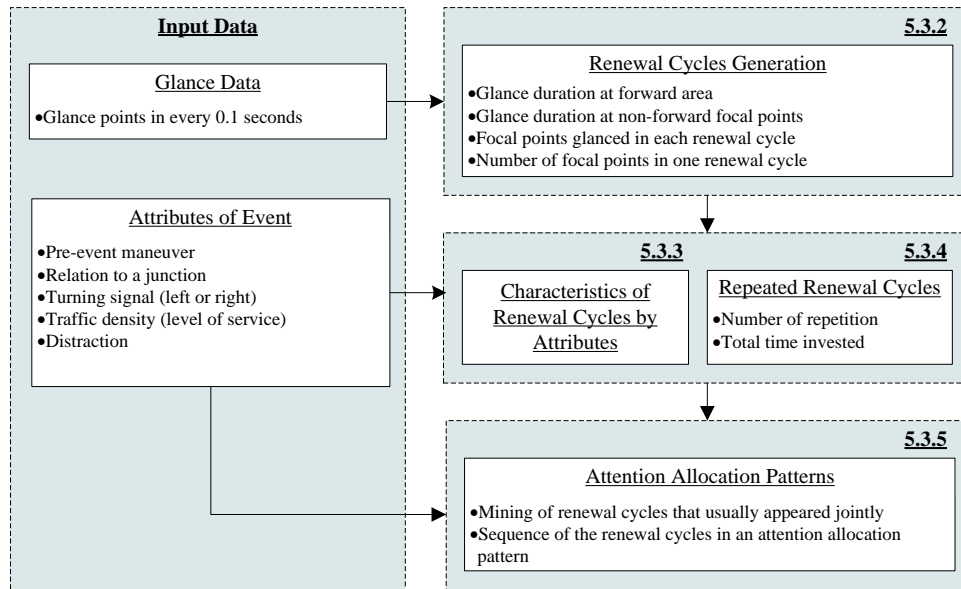 Input Data
Glance Data
•Glance points in every 0.1 seconds
Attributes of Event
•Pre-event maneuver
•Relation to a junction
•Turning signal (left or right)
•Traffic density (level of service)
•Distraction
5.3.2
Renewal Cycles Generation
•Glance duration at forward area
•Glance duration at non-forward focal points
•Focal points glanced in each renewal cycle
•Number of focal points in one renewal cycle
5.3.3
Characteristics of
Renewal Cycles by
Attributes
5.3.4
Repeated Renewal Cycles
•Number of repetition
•Total time invested
5.3.5
Attention Allocation Patterns
•Mining of renewal cycles that usually appeared jointly
•Sequence of the renewal cycles in an attention allocation
pattern